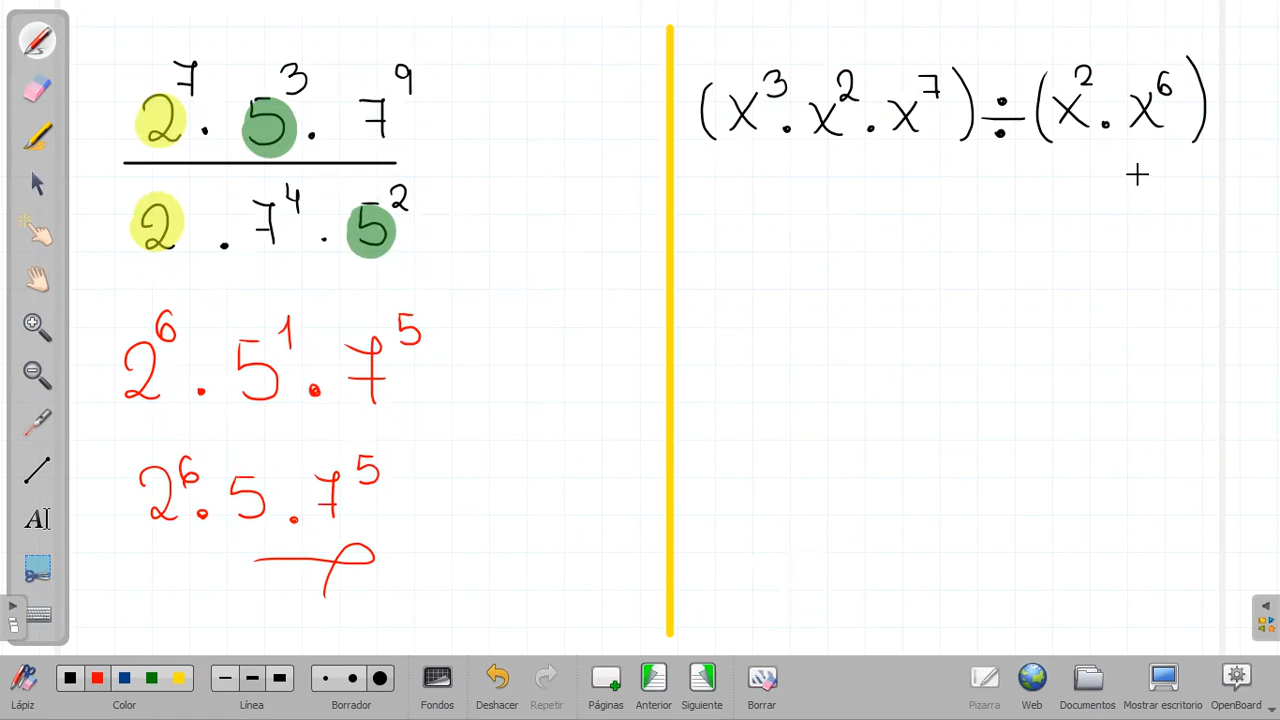 2⁷ . 5³ . 7⁹
2 . 7⁴ . 5²
2⁶ . 5¹ . 7⁵
2⁶ . 5 . 7⁵
(x³ . x² . x⁷) ÷ (x² . x⁶)
A
Lápiz
Color
Línea
Borrador
Fondos
Deshacer
Repetir
Páginas
Anterior
Siguiente
Borrar
Pizarra
Web
Documentos
Mostrar escritorio
OpenBoard